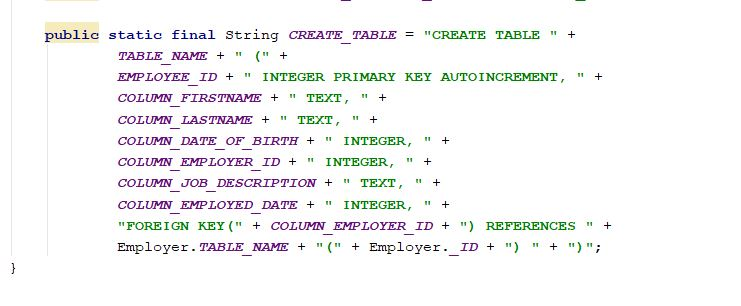 public static final String CREATE_TABLE = "CREATE TABLE " +
TABLE_NAME + " (" +
EMPLOYEE_ID + " INTEGER PRIMARY KEY AUTOINCREMENT, " +
COLUMN_FIRSTNAME + " TEXT, " +
COLUMN_LASTNAME + " TEXT, " +
COLUMN_DATE_OF_BIRTH + " INTEGER, " +
COLUMN_EMPLOYER_ID + " INTEGER, " +
COLUMN_JOB_DESCRIPTION + " TEXT, " +
COLUMN_EMPLOYED_DATE + " INTEGER, " +
"FOREIGN KEY(" + COLUMN_EMPLOYER_ID + ") REFERENCES " +
Employer.TABLE_NAME + "(" + Employer._ID + ") " + ")";
}